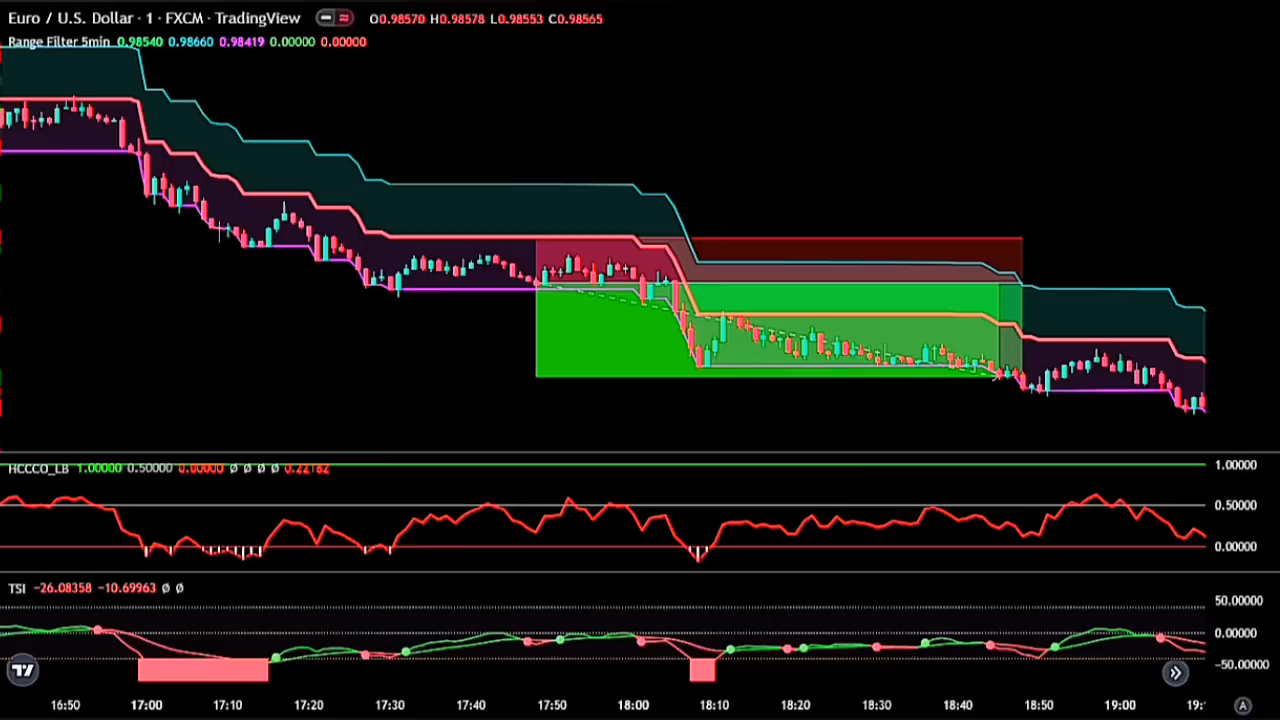 Euro / U.S. Dollar · 1 · FXCM · TradingView O0.98570 H0.98578 L0.98553 C0.98565
Range Filter 5min 0.98540 0.98660 0.98419 0.00000 0.00000
HCCCO_LB 1.00000 0.50000 0.00000 Ø Ø Ø Ø 0.22182
1.00000
0.50000
0.00000
TSI −26.08358 −10.69963 Ø Ø
50.00000
0.00000
−50.00000
16:50 17:00 17:10 17:20 17:30 17:40 17:50 18:00 18:10 18:20 18:30 18:40 18:50 19:00 19:
A